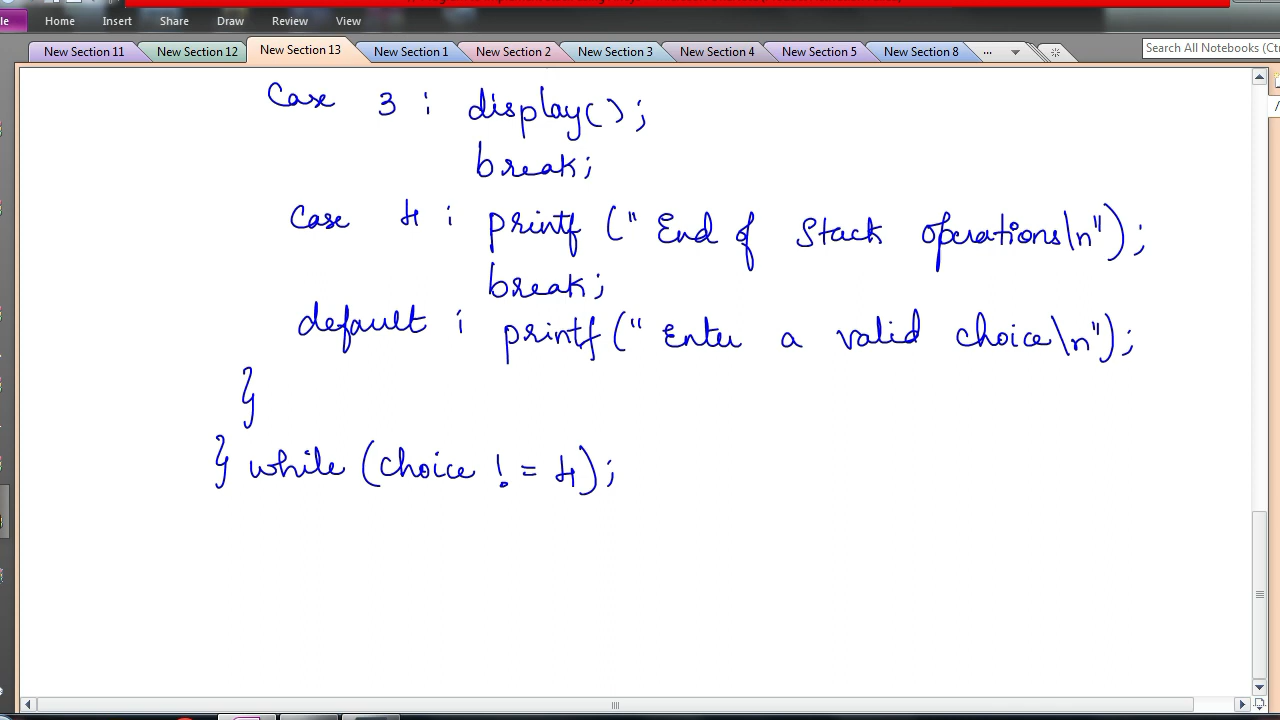 Home Insert Share Draw Review View
New Section 11 New Section 12 New Section 13 New Section 1 New Section 2 New Section 3 New Section 4 New Section 5 New Section 8 ... Search All Notebooks (Ct
Case 3 : display();
break;
Case 4 : printf (" End of Stack operations\n");
break;
default : printf(" Enter a valid choice\n");
}
} while (choice != 4);